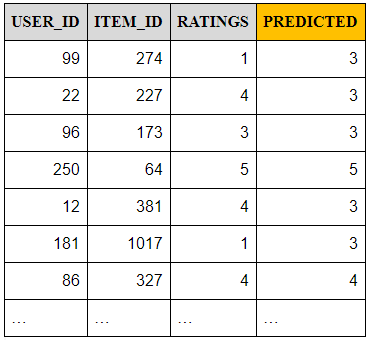 USER_ID ITEM_ID RATINGS PREDICTED
99 274 1 3
22 227 4 3
96 173 3 3
250 64 5 5
12 381 4 3
181 1017 1 3
86 327 4 4
… … … …